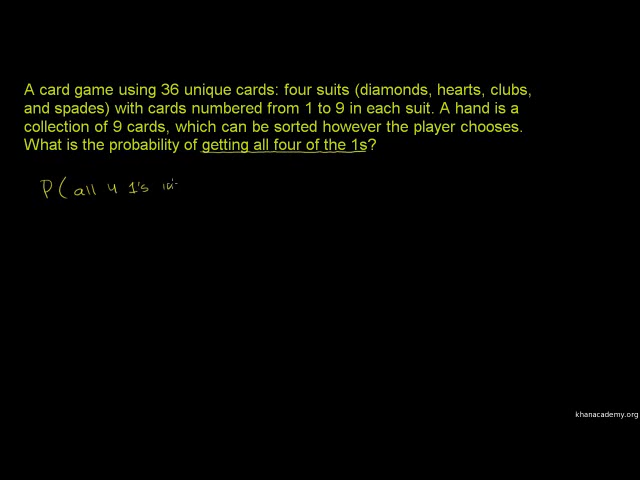 A card game using 36 unique cards: four suits (diamonds, hearts, clubs,
and spades) with cards numbered from 1 to 9 in each suit. A hand is a
collection of 9 cards, which can be sorted however the player chooses.
What is the probability of getting all four of the 1s?
P(all 4 1's
khanacademy.org